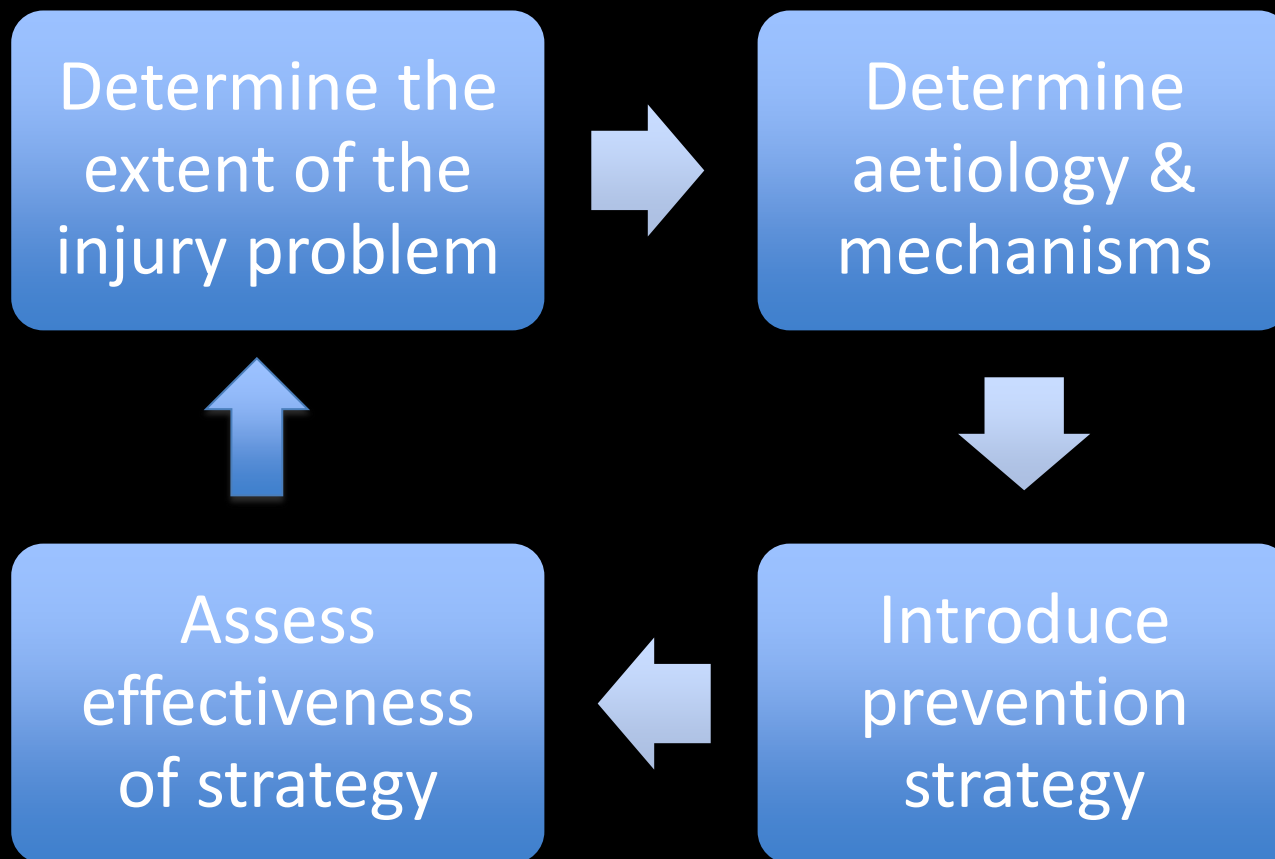 Determine the
extent of the
injury problem
Determine
aetiology &
mechanisms
Introduce
prevention
strategy
Assess
effectiveness
of strategy